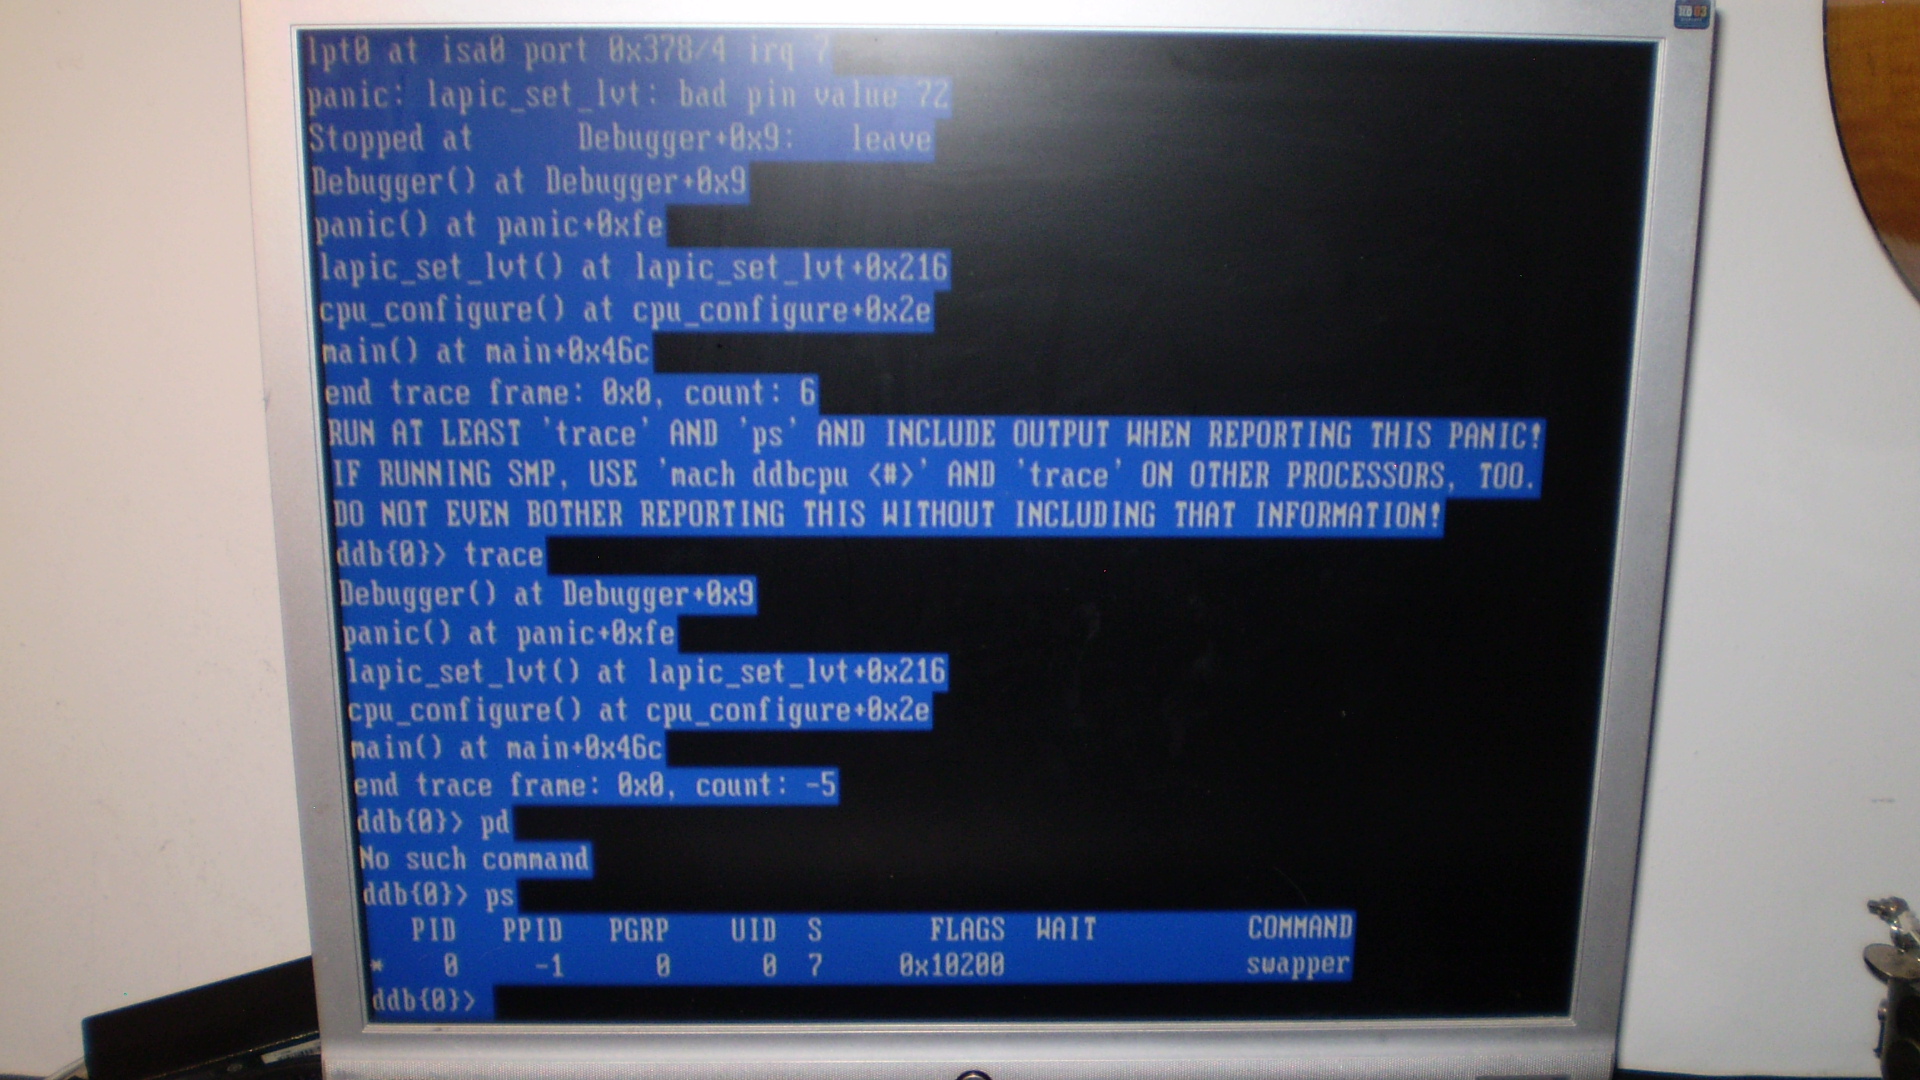 lpt0 at isa0 port 0x378/4 irq 7
panic: lapic_set_lvt: bad pin value 72
Stopped at Debugger+0x9: leave
Debugger() at Debugger+0x9
panic() at panic+0xfe
lapic_set_lvt() at lapic_set_lvt+0x216
cpu_configure() at cpu_configure+0x2e
main() at main+0x46c
end trace frame: 0x0, count: 6
RUN AT LEAST 'trace' AND 'ps' AND INCLUDE OUTPUT WHEN REPORTING THIS PANIC!
IF RUNNING SMP, USE 'mach ddbcpu <#>' AND 'trace' ON OTHER PROCESSORS, TOO.
DO NOT EVEN BOTHER REPORTING THIS WITHOUT INCLUDING THAT INFORMATION!
ddb{0}> trace
Debugger() at Debugger+0x9
panic() at panic+0xfe
lapic_set_lvt() at lapic_set_lvt+0x216
cpu_configure() at cpu_configure+0x2e
main() at main+0x46c
end trace frame: 0x0, count: -5
ddb{0}> pd
No such command
ddb{0}> ps
PID PPID PGRP UID S FLAGS WAIT COMMAND
* 0 -1 0 0 7 0x10200 swapper
ddb{0}>